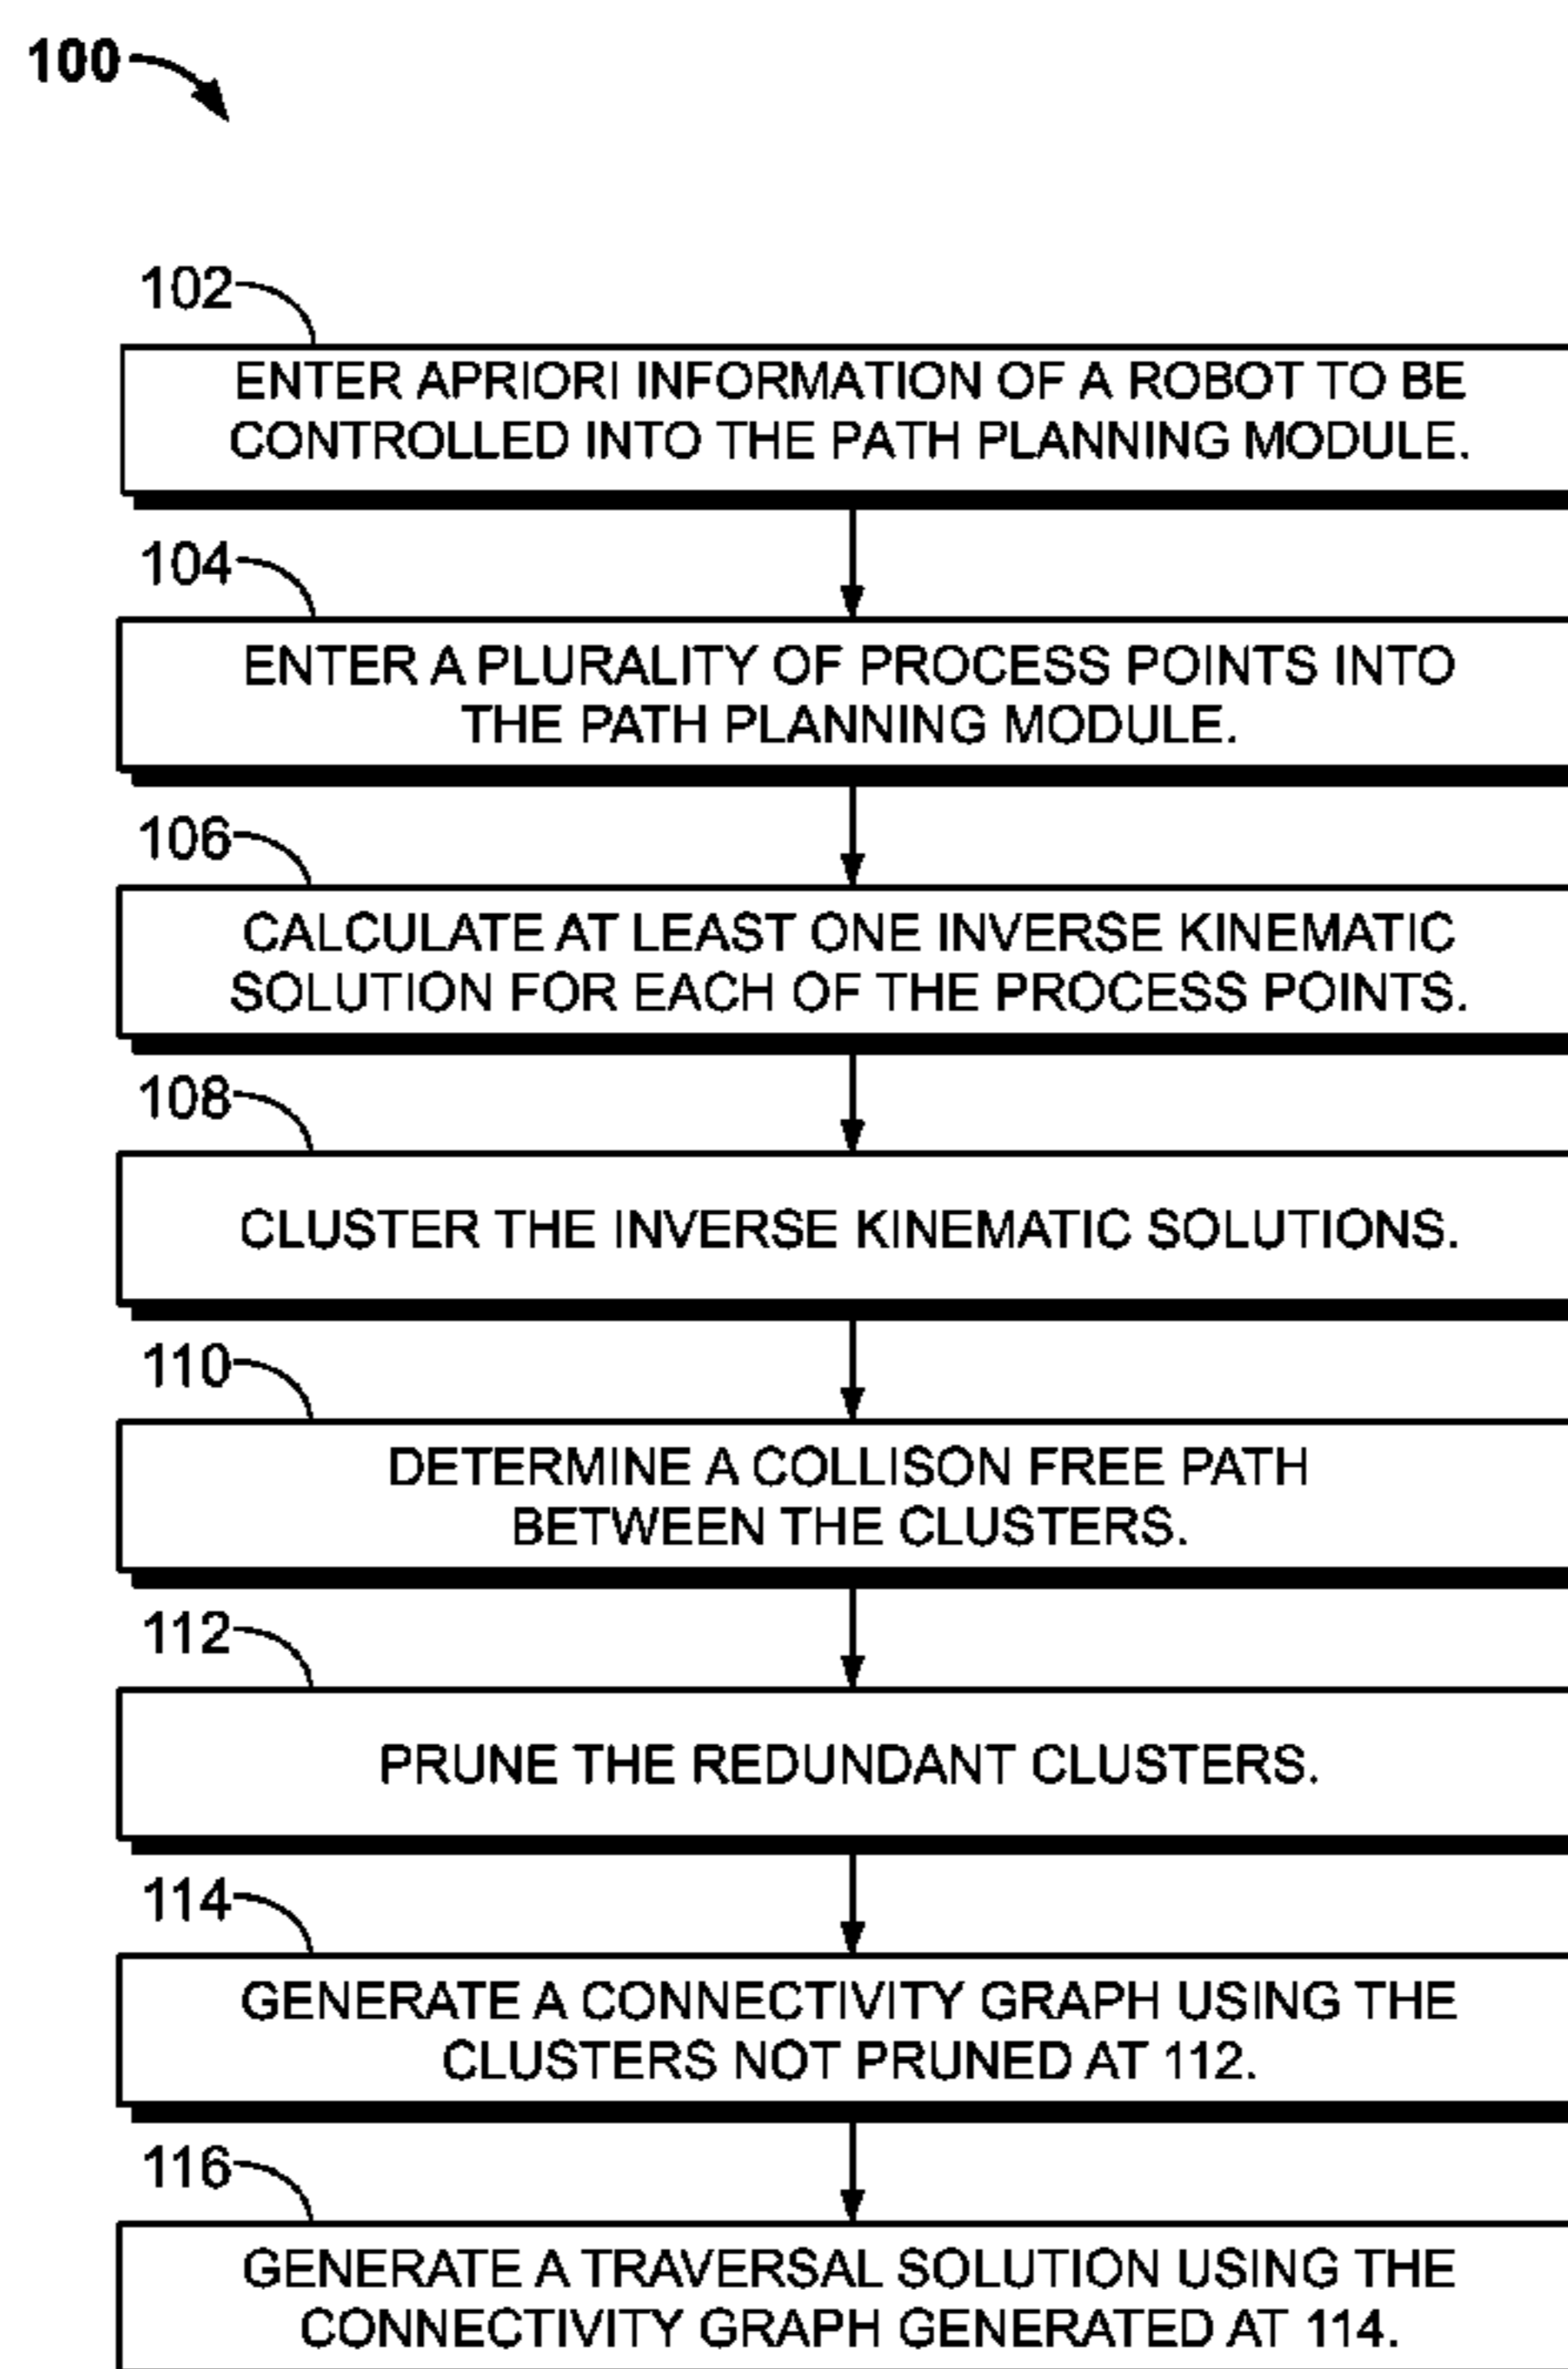 100
102
ENTER APRIORI INFORMATION OF A ROBOT TO BE
CONTROLLED INTO THE PATH PLANNING MODULE.
104
ENTER A PLURALITY OF PROCESS POINTS INTO
THE PATH PLANNING MODULE.
106
CALCULATE AT LEAST ONE INVERSE KINEMATIC
SOLUTION FOR EACH OF THE PROCESS POINTS.
108
CLUSTER THE INVERSE KINEMATIC SOLUTIONS.
110
DETERMINE A COLLISON FREE PATH
BETWEEN THE CLUSTERS.
112
PRUNE THE REDUNDANT CLUSTERS.
114
GENERATE A CONNECTIVITY GRAPH USING THE
CLUSTERS NOT PRUNED AT 112.
116
GENERATE A TRAVERSAL SOLUTION USING THE
CONNECTIVITY GRAPH GENERATED AT 114.